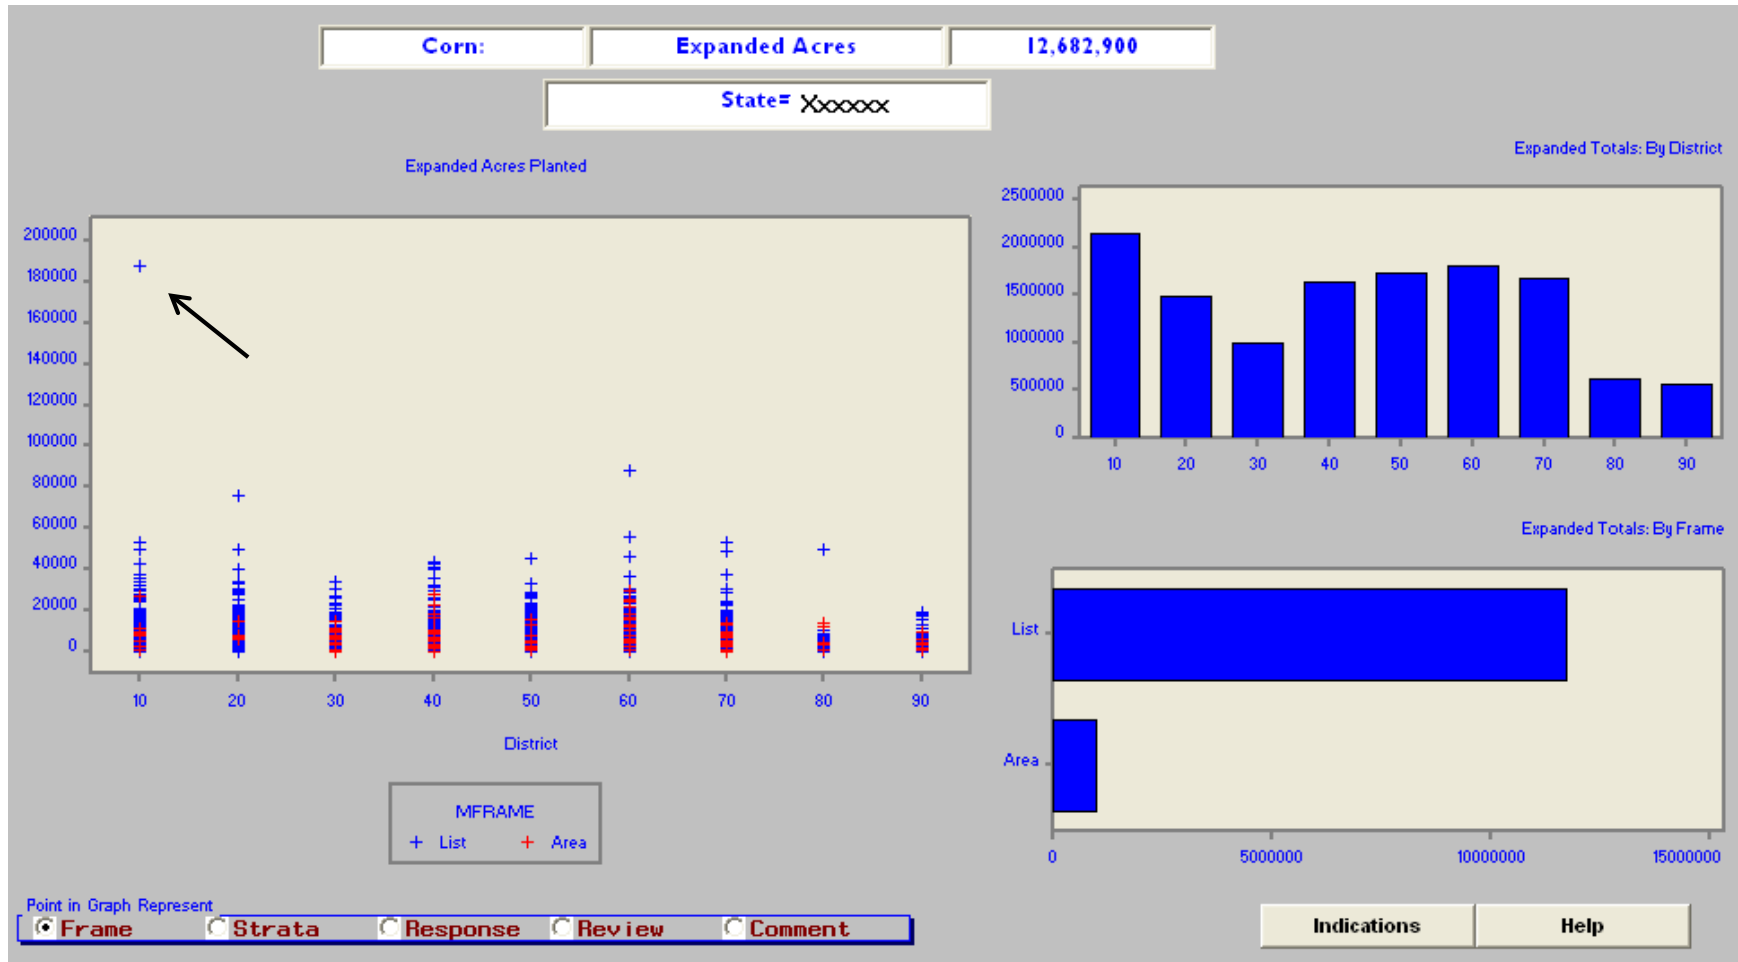 Corn: Expanded Acres 12,682,900
State= Xxxxxx
Expanded Acres Planted
200000
180000
160000
140000
120000
100000
80000
60000
40000
20000
0
10 20 30 40 50 60 70 80 90
District
MFRAME
+ List + Area
Expanded Totals: By District
2500000
2000000
1500000
1000000
500000
0
10 20 30 40 50 60 70 80 90
Expanded Totals: By Frame
List
Area
0 5000000 10000000 15000000
Point in Graph Represent
Frame Strata Response Review Comment
Indications Help